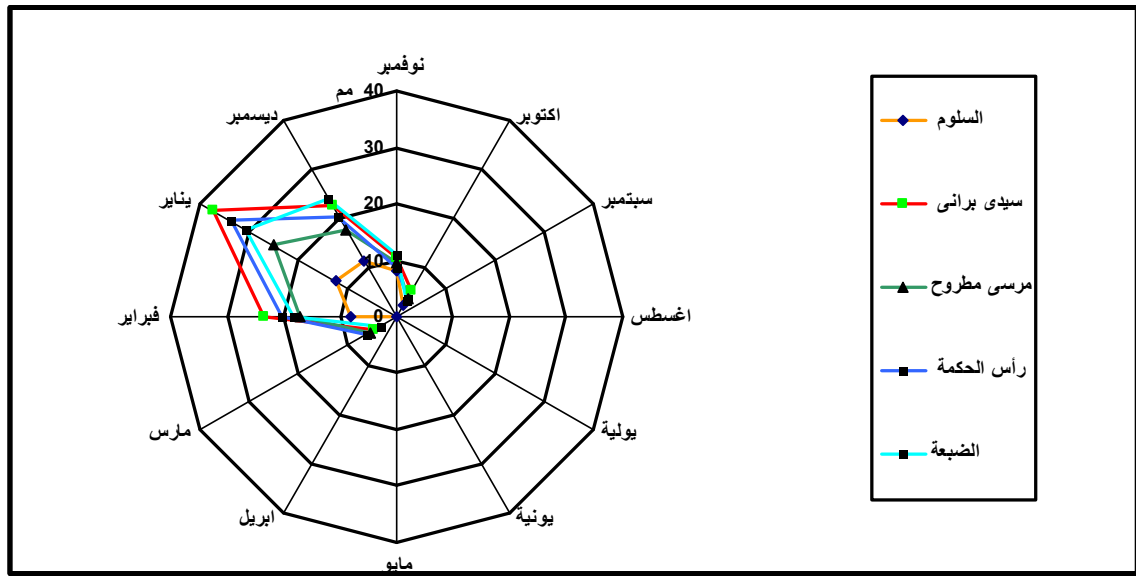 نوفمبر
مم
40
ديسمبر
اكتوبر
30
يناير
سبتمبر
20
10
فبراير
0
اغسطس
مارس
يولية
ابريل
يونية
مايو
السلوم
سيدى برانى
مرسى مطروح
رأس الحكمة
الضبعة